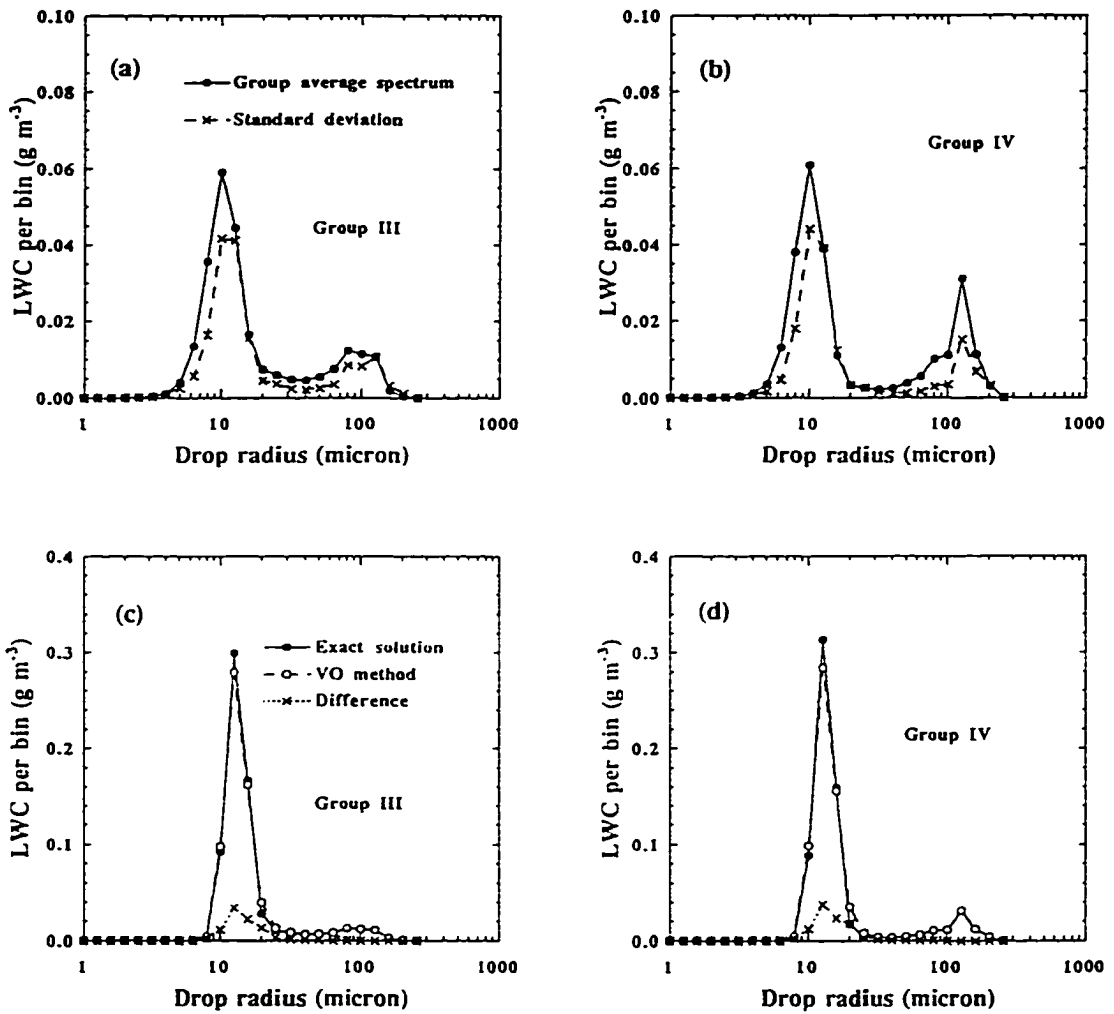 (a)
Group average spectrum
Standard deviation
Group III
LWC per bin (g m⁻³)
0.10
0.08
0.06
0.04
0.02
0.00
1
10
100
1000
Drop radius (micron)
(b)
Group IV
LWC per bin (g m⁻³)
0.10
0.08
0.06
0.04
0.02
0.00
1
10
100
1000
Drop radius (micron)
(c)
Exact solution
VO method
Difference
Group III
LWC per bin (g m⁻³)
0.4
0.3
0.2
0.1
0.0
1
10
100
1000
Drop radius (micron)
(d)
Group IV
LWC per bin (g m⁻³)
0.4
0.3
0.2
0.1
0.0
1
10
100
1000
Drop radius (micron)